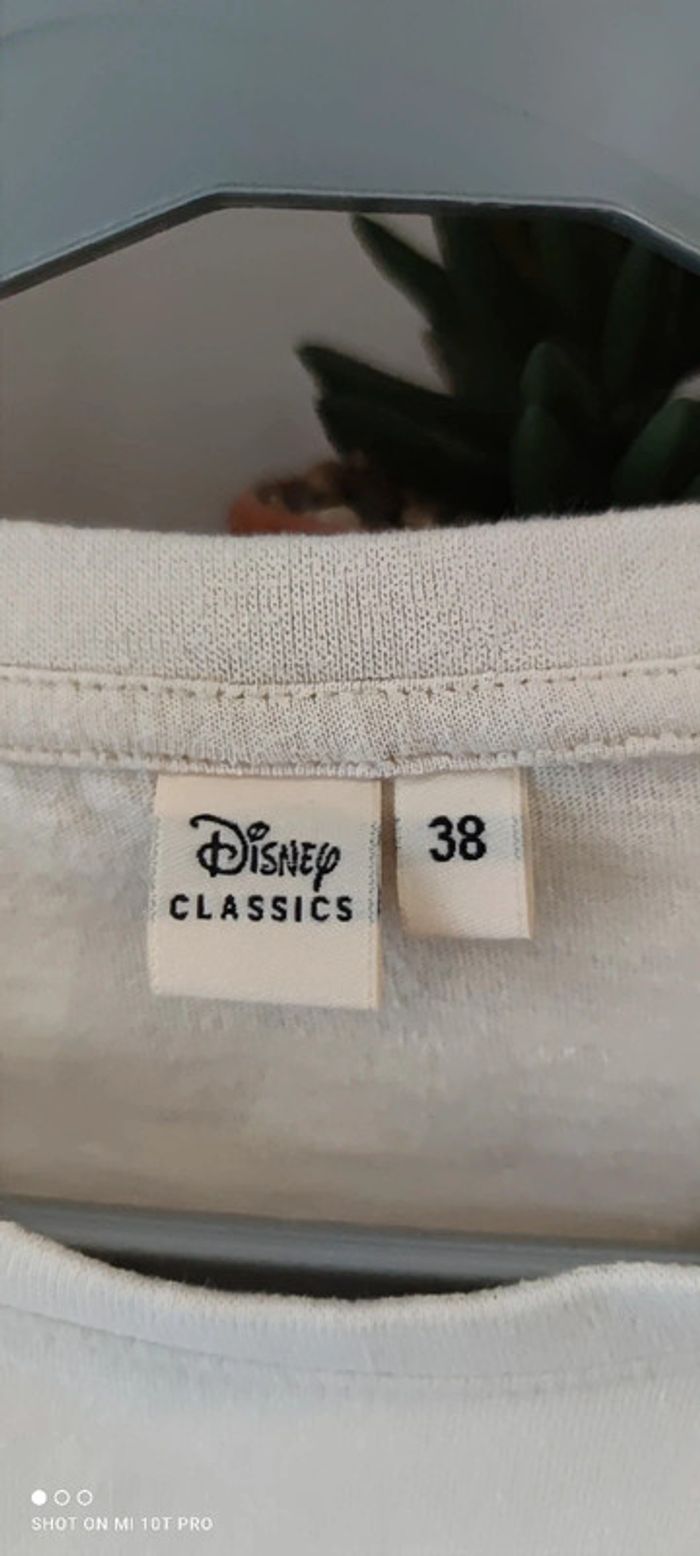 Disney
CLASSICS
38
SHOT ON MI 10T PRO